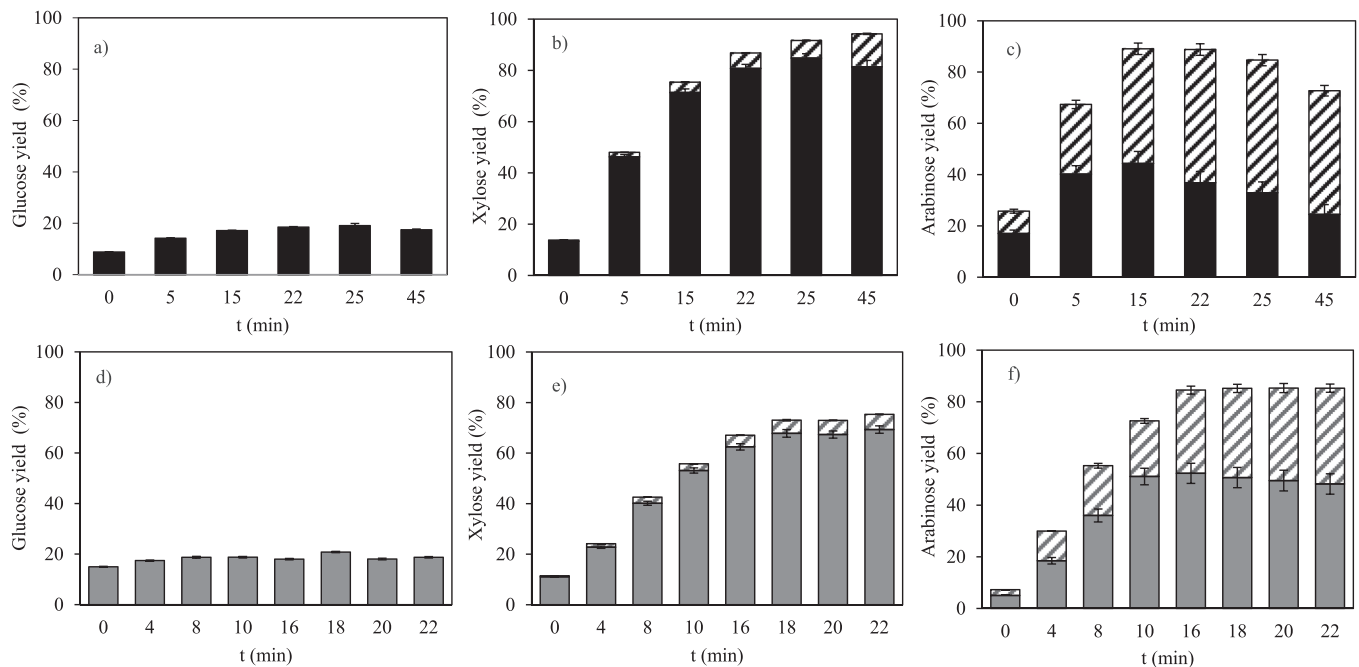 a)
Glucose yield (%)
100
80
60
40
20
0
0 5 15 22 25 45
t (min)
b)
Xylose yield (%)
100
80
60
40
20
0
0 5 15 22 25 45
t (min)
c)
Arabinose yield (%)
100
80
60
40
20
0
0 5 15 22 25 45
t (min)
d)
Glucose yield (%)
100
80
60
40
20
0
0 4 8 10 16 18 20 22
t (min)
e)
Xylose yield (%)
100
80
60
40
20
0
0 4 8 10 16 18 20 22
t (min)
f)
Arabinose yield (%)
100
80
60
40
20
0
0 4 8 10 16 18 20 22
t (min)